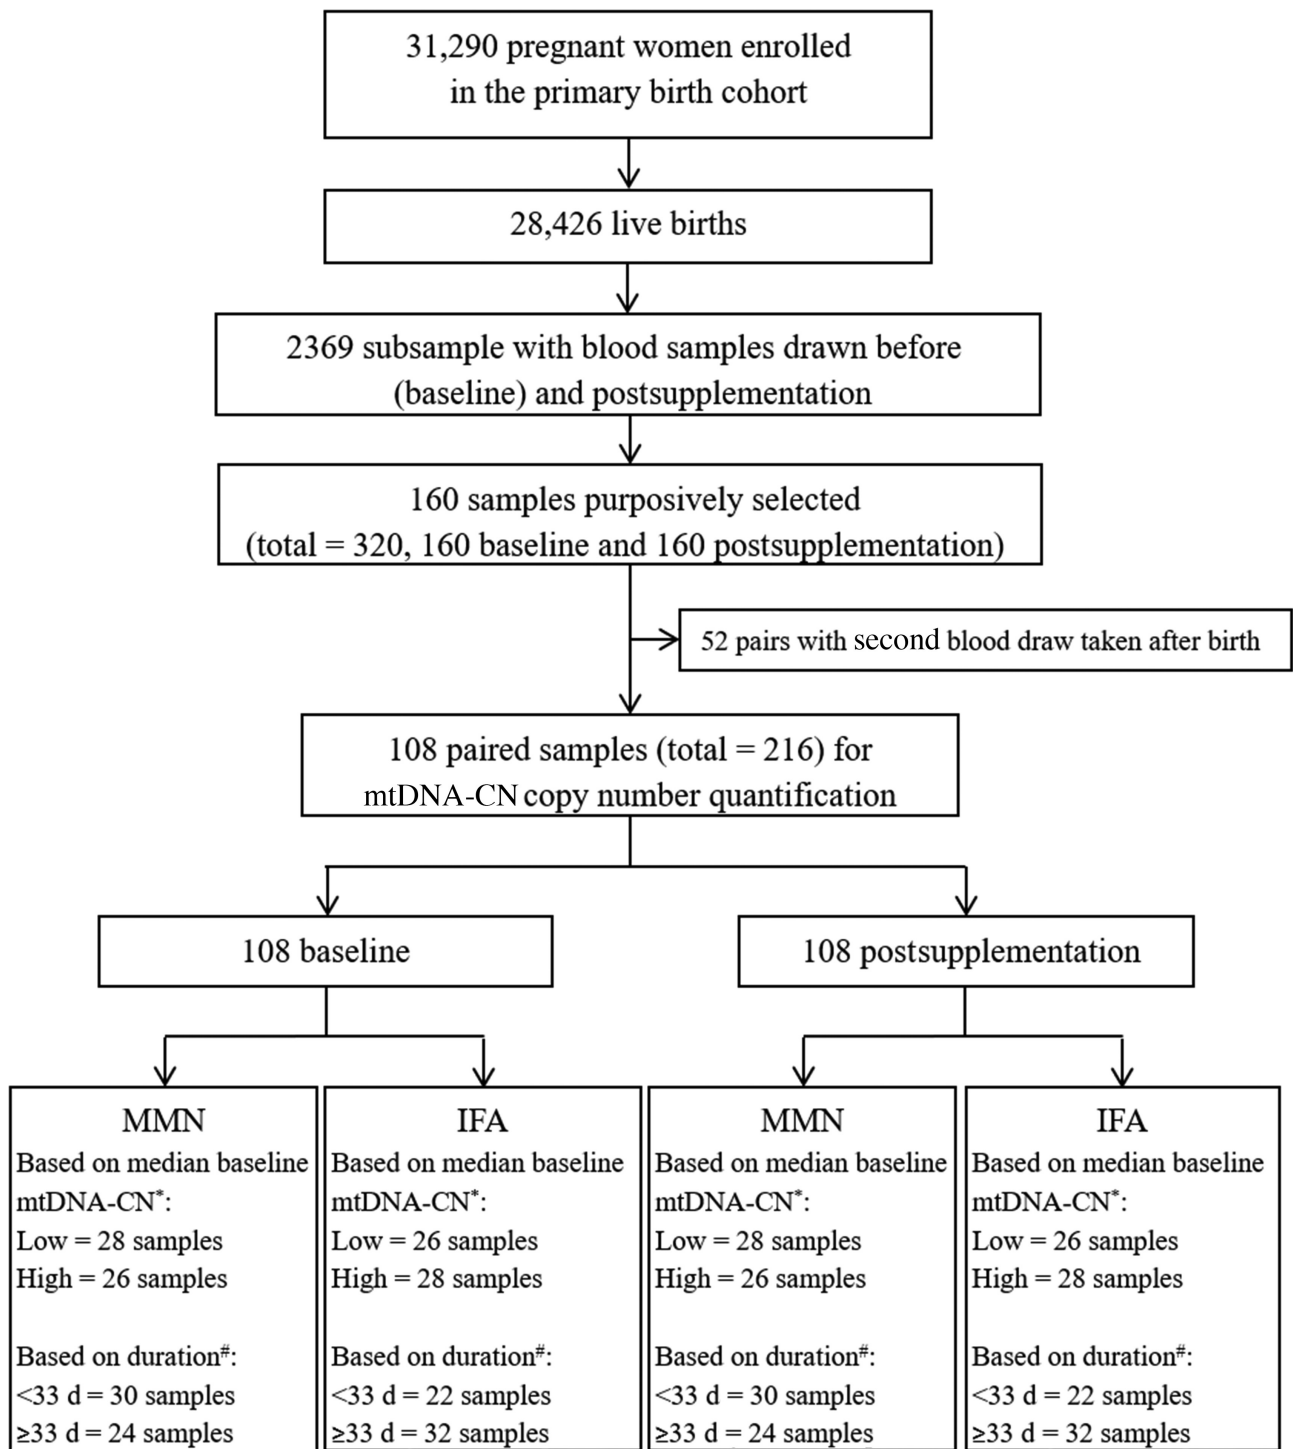 31,290 pregnant women enrolled
in the primary birth cohort
28,426 live births
2369 subsample with blood samples drawn before
(baseline) and postsupplementation
160 samples purposively selected
(total = 320, 160 baseline and 160 postsupplementation)
52 pairs with second blood draw taken after birth
108 paired samples (total = 216) for
mtDNA-CN copy number quantification
108 baseline
108 postsupplementation
MMN
Based on median baseline
mtDNA-CN*:
Low = 28 samples
High = 26 samples
Based on duration#:
<33 d = 30 samples
≥33 d = 24 samples
IFA
Based on median baseline
mtDNA-CN*:
Low = 26 samples
High = 28 samples
Based on duration#:
<33 d = 22 samples
≥33 d = 32 samples
MMN
Based on median baseline
mtDNA-CN*:
Low = 28 samples
High = 26 samples
Based on duration#:
<33 d = 30 samples
≥33 d = 24 samples
IFA
Based on median baseline
mtDNA-CN*:
Low = 26 samples
High = 28 samples
Based on duration#:
<33 d = 22 samples
≥33 d = 32 samples